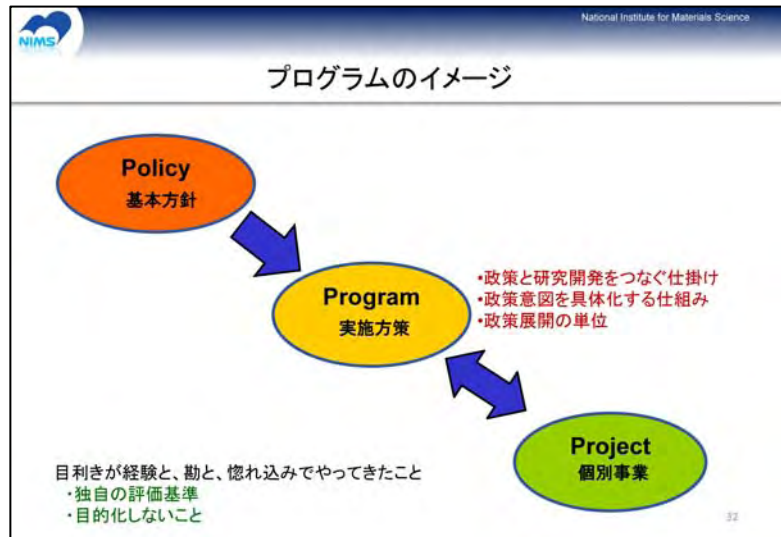 National Institute for Materials Science
NIMS
プログラムのイメージ
Policy
基本方針
Program
実施方策
・政策と研究開発をつなぐ仕掛け
・政策意図を具体化する仕組み
・政策展開の単位
Project
個別事業
目利きが経験と、勘と、惚れ込みでやってきたこと
・独自の評価基準
・目的化しないこと
32